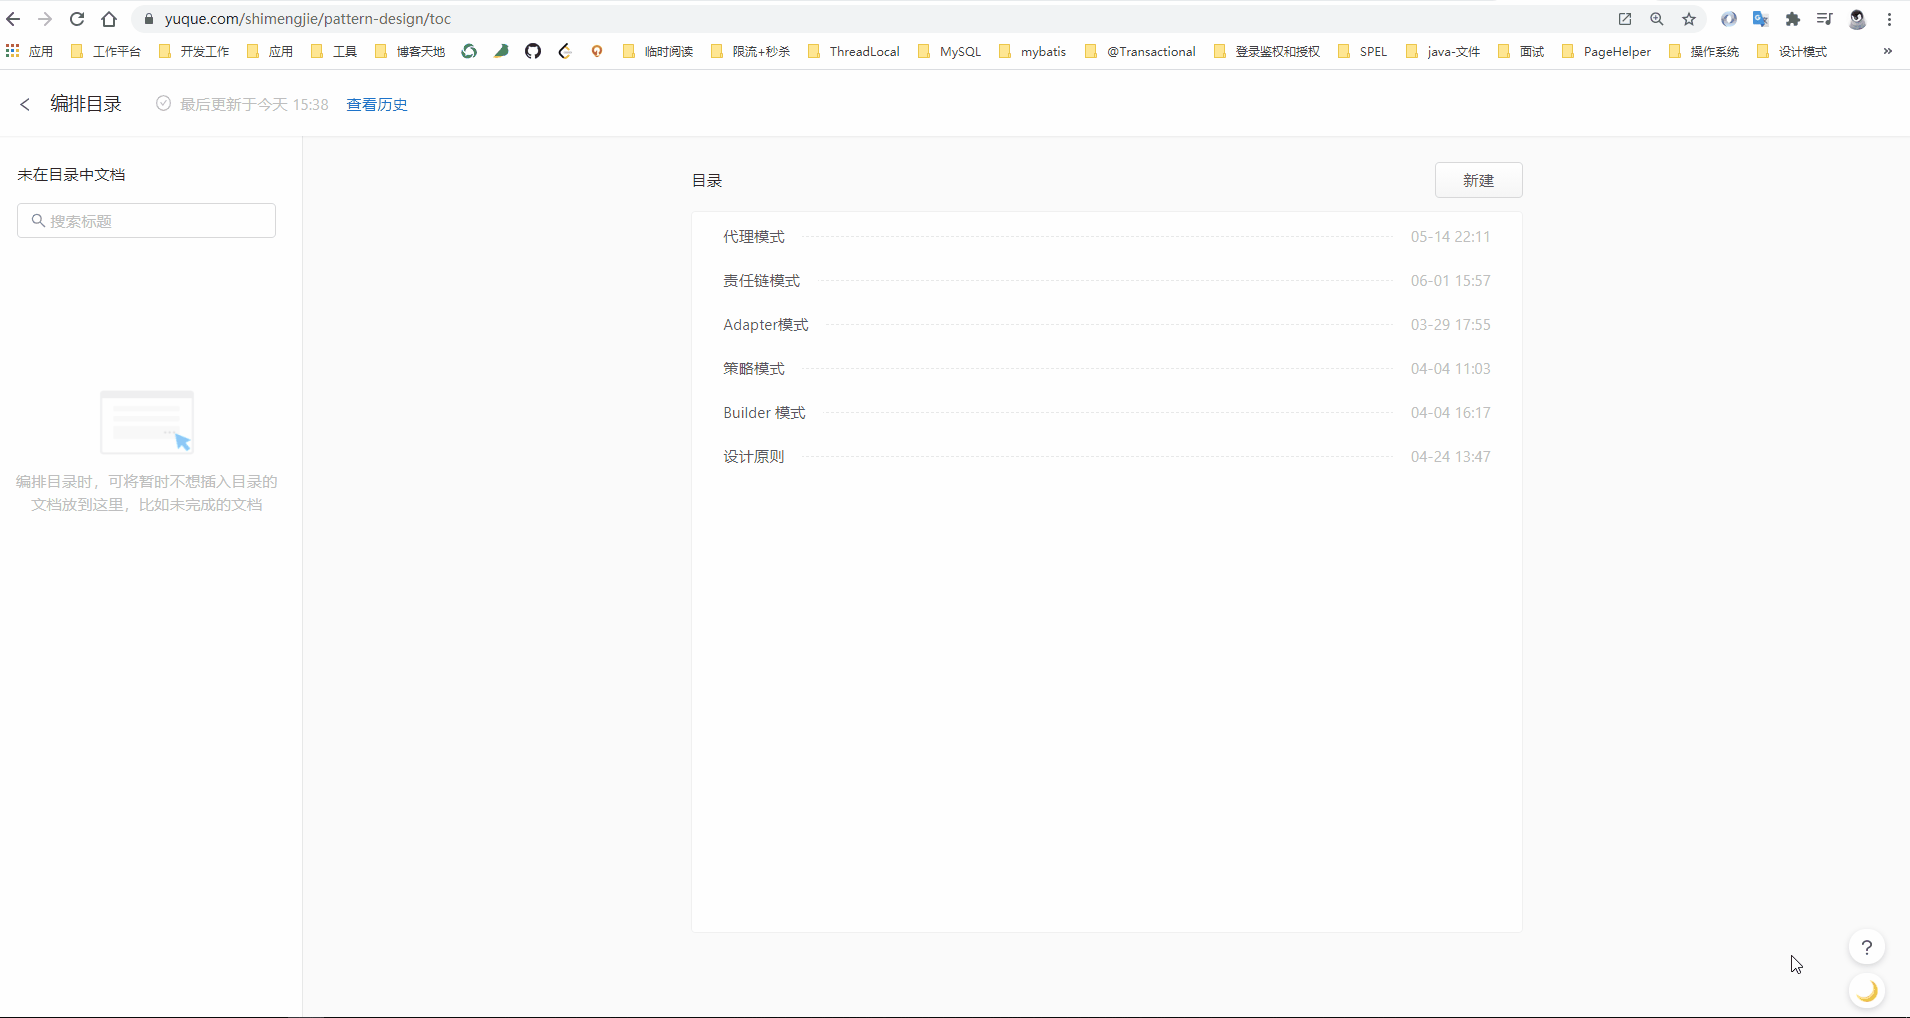 yuque.com/shimengjie/pattern-design/toc
应用 工作平台 开发工作 应用 工具 博客天地 临时阅读 限流+秒杀 ThreadLocal MySQL mybatis @Transactional 登录鉴权和授权 SPEL java-文件 面试 PageHelper 操作系统 设计模式 »
编排目录 最后更新于今天 15:38 查看历史
未在目录中文档
搜索标题
编排目录时，可将暂时不想插入目录的
文档放到这里，比如未完成的文档
目录 新建
代理模式 05-14 22:11
责任链模式 06-01 15:57
Adapter模式 03-29 17:55
策略模式 04-04 11:03
Builder 模式 04-04 16:17
设计原则 04-24 13:47
?